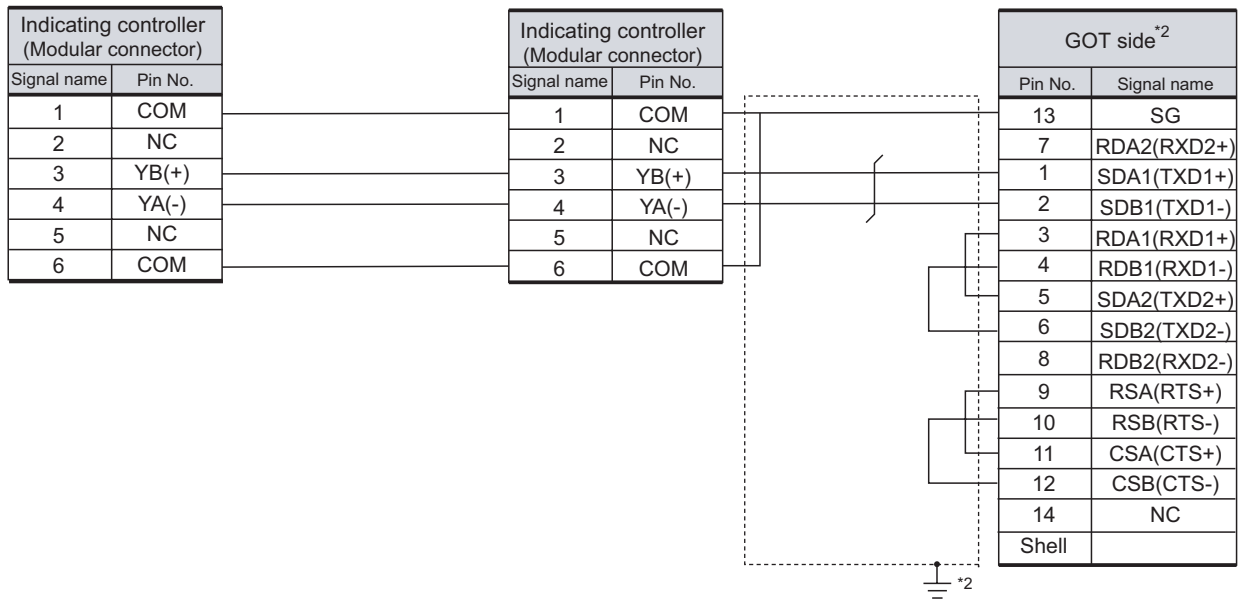 Indicating controller
(Modular connector)
Signal name Pin No.
1 COM
2 NC
3 YB(+)
4 YA(-)
5 NC
6 COM
Indicating controller
(Modular connector)
Signal name Pin No.
1 COM
2 NC
3 YB(+)
4 YA(-)
5 NC
6 COM
GOT side*2
Pin No. Signal name
13 SG
7 RDA2(RXD2+)
1 SDA1(TXD1+)
2 SDB1(TXD1-)
3 RDA1(RXD1+)
4 RDB1(RXD1-)
5 SDA2(TXD2+)
6 SDB2(TXD2-)
8 RDB2(RXD2-)
9 RSA(RTS+)
10 RSB(RTS-)
11 CSA(CTS+)
12 CSB(CTS-)
14 NC
Shell
*2